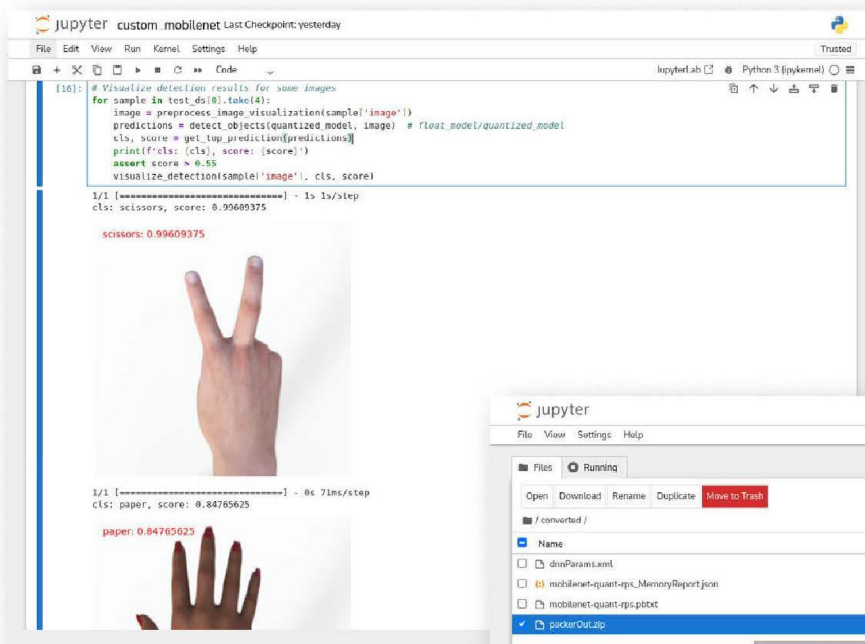 Jupyter custom_mobilenet Last Checkpoint: yesterday
File Edit View Run Kernel Settings Help
Trusted
Code
JupyterLab
Python 3 (ipykernel)
[16]: # Visualize detection results for some images
for sample in test_ds[0].take(4):
image = preprocess_image_visualization(sample['image'])
predictions = detect_objects(quantized_model, image) # float_model/quantized_model
cls, score = get_top_prediction(predictions)
print(f'cls: {cls}, score: {score}')
assert score > 0.55
visualize_detection(sample['image'], cls, score)
1/1 [==============================] - 1s 1s/step
cls: scissors, score: 0.99609375
scissors: 0.99609375
1/1 [==============================] - 0s 71ms/step
cls: paper, score: 0.84765625
paper: 0.84765625
Jupyter
File View Settings Help
Files Running
Open Download Rename Duplicate Move to Trash
/ converted /
Name
dnnParams.xml
mobilenet-quant-rps_MemoryReport.json
mobilenet-quant-rps.pbtxt
packerOut.zip